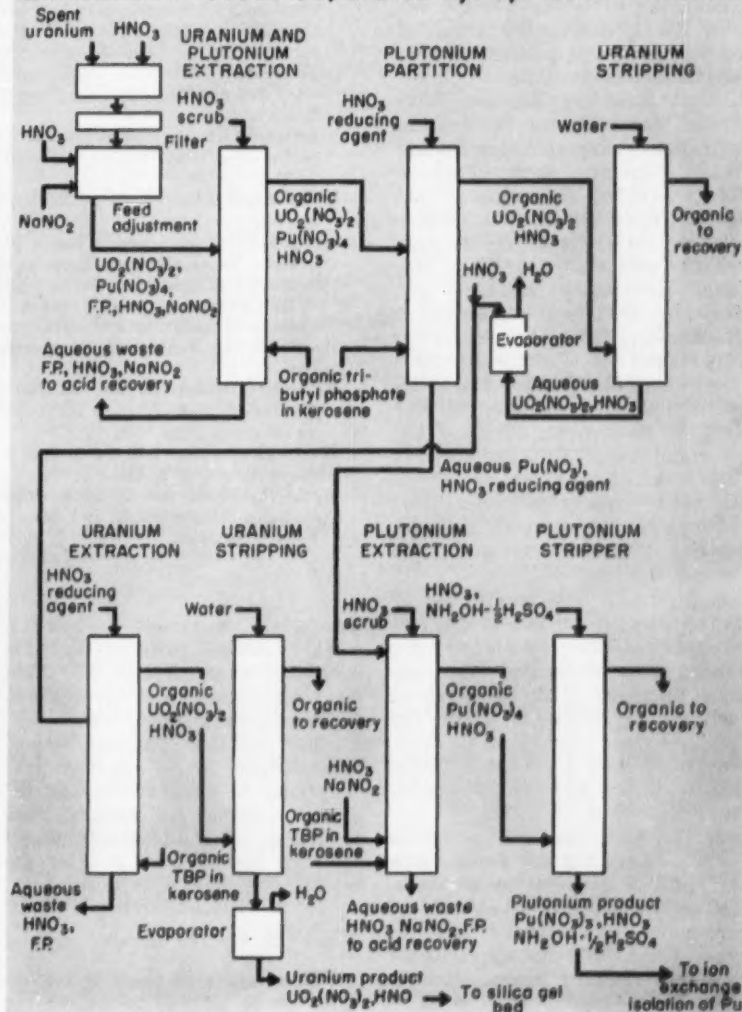 Spent
uranium
HNO3
URANIUM AND
PLUTONIUM
EXTRACTION
PLUTONIUM
PARTITION
URANIUM
STRIPPING
HNO3
scrub
HNO3
reducing
agent
Water
HNO3
Filter
NaNO2
Feed
adjustment
Organic
UO2(NO3)2
Pu(NO3)4
HNO3
Organic
UO2(NO3)2
HNO3
Organic
to
recovery
UO2(NO3)2,
Pu(NO3)4,
F.P., HNO3, NaNO2
HNO3
H2O
Evaporator
Aqueous waste
F.P., HNO3, NaNO2
to acid recovery
Organic tri-
butyl phosphate
in kerosene
Aqueous
UO2(NO3)2, HNO3
Aqueous Pu(NO3),
HNO3 reducing agent
URANIUM
EXTRACTION
URANIUM
STRIPPING
PLUTONIUM
EXTRACTION
PLUTONIUM
STRIPPER
HNO3
reducing
agent
Water
HNO3
scrub
HNO3,
NH2OH·½H2SO4
Organic
UO2(NO3)2
HNO3
Organic
to recovery
Organic
Pu(NO3)4
HNO3
Organic to
recovery
HNO3
NaNO2
Organic
TBP in
kerosene
Organic
TBP in
kerosene
Aqueous
waste
HNO3,
F.P.
H2O
Evaporator
Aqueous waste
HNO3 NaNO2, F.P.
to acid recovery
Plutonium product
Pu(NO3)3, HNO3
NH2OH·½H2SO4
Uranium product
UO2(NO3)2, HNO
To silica gel
bed
To ion
exchange
isolation of Pu